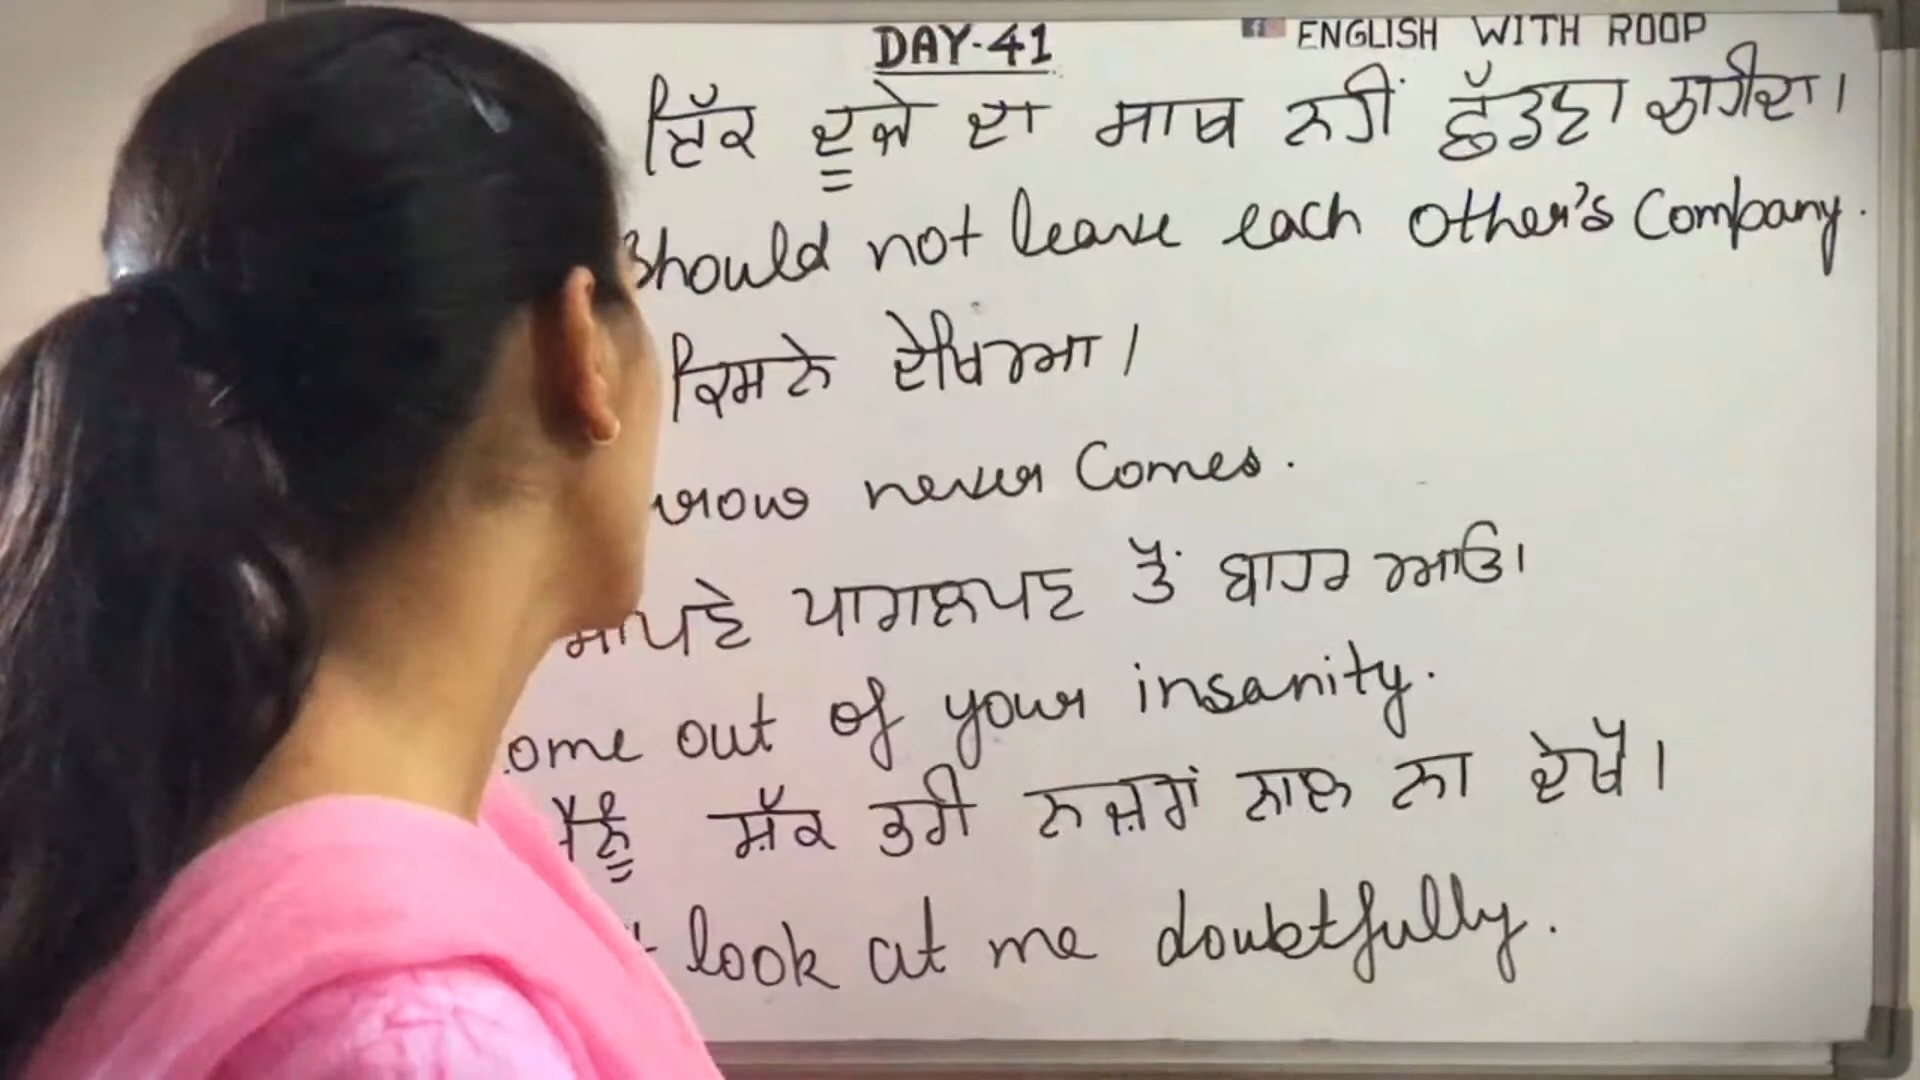 DAY-41
ENGLISH WITH ROOP
ਇੱਕ ਦੂਜੇ ਦਾ ਸਾਥ ਨਹੀਂ ਛੱਡਣਾ ਚਾਹੀਦਾ।
Should not leave each other's Company.
ਕਿਸਨੇ ਦੇਖਿਆ।
never Comes.
ਆਪਣੇ ਪਾਗਲਪਣ ਤੋਂ ਬਾਹਰ ਆਓ।
ome out of your insanity.
ਸ਼ੱਕ ਭਰੀ ਨਜ਼ਰਾਂ ਨਾਲ ਨਾ ਦੇਖੋ।
look at me doubtfully.